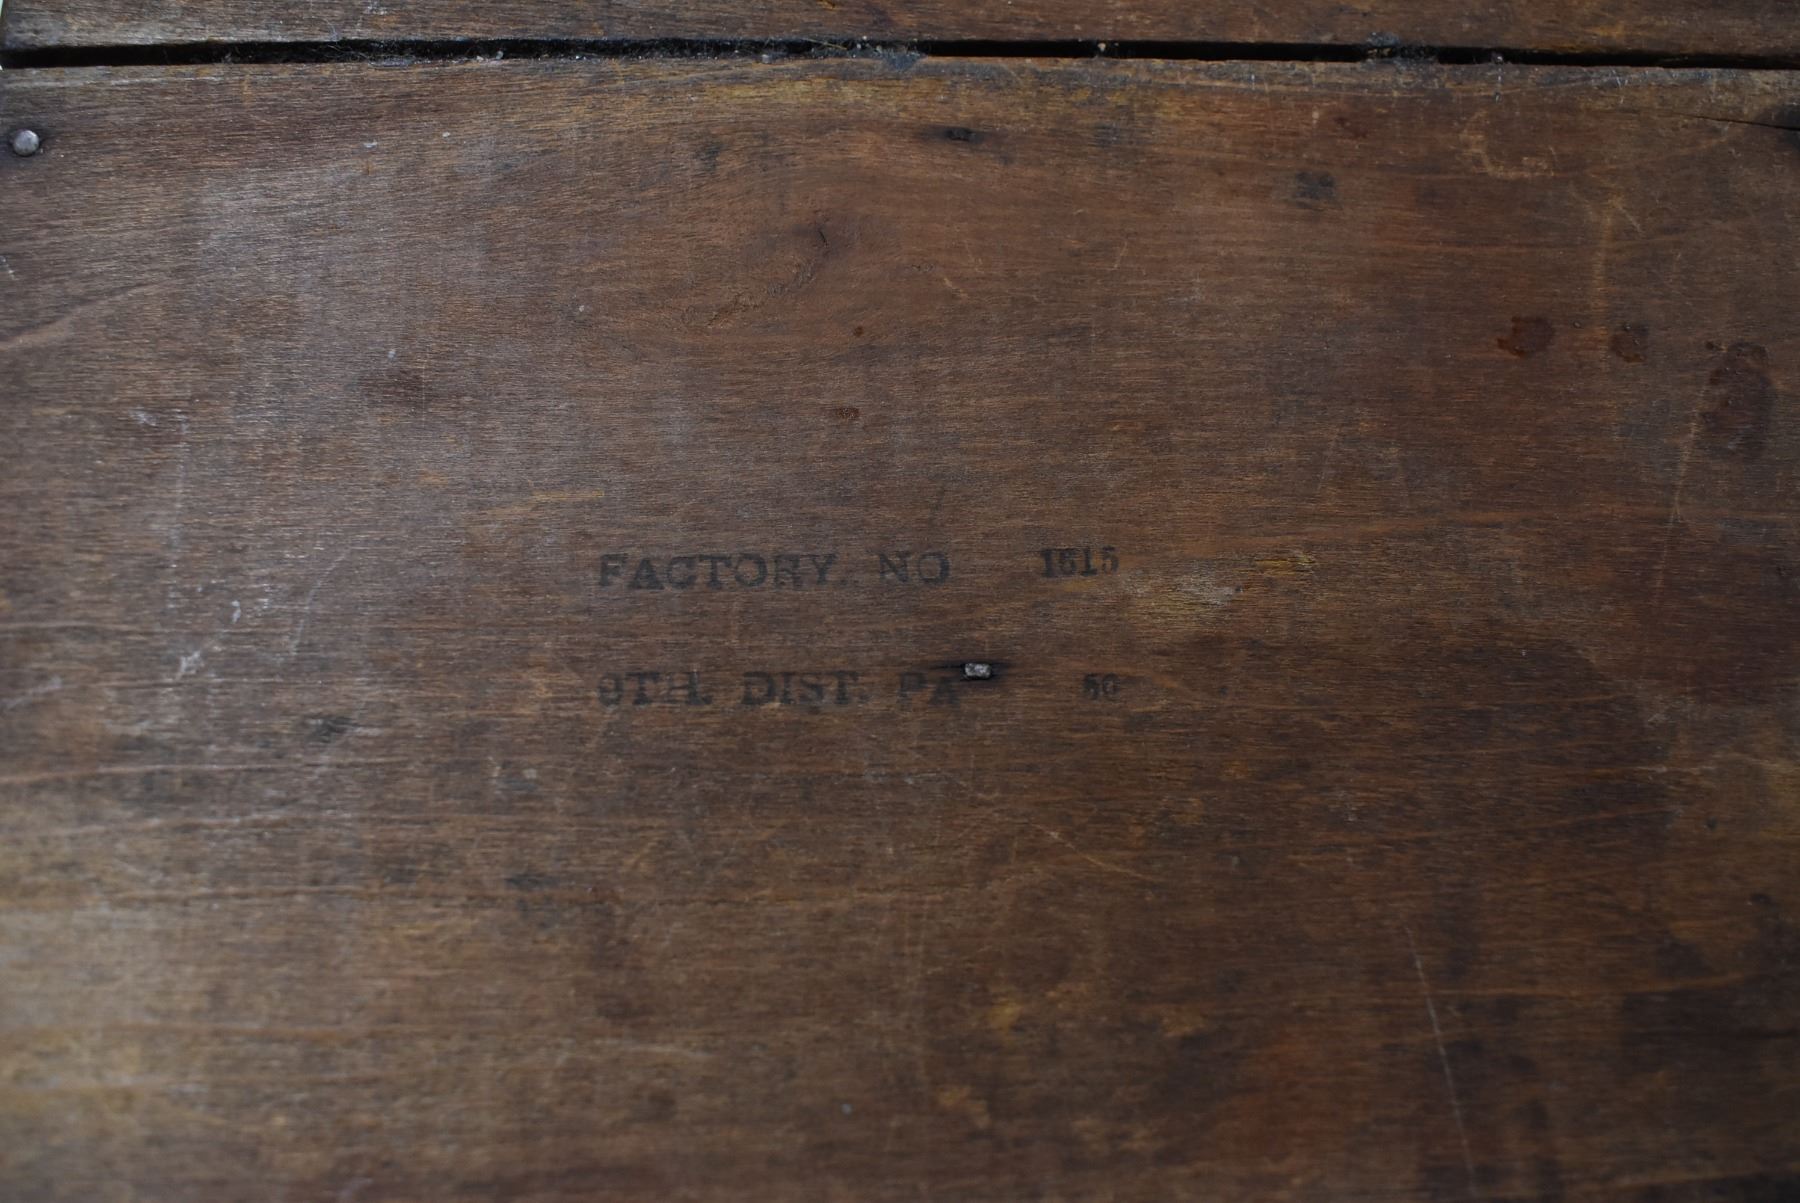 FACTORY. NO 1515
9TH. DIST. PA 50